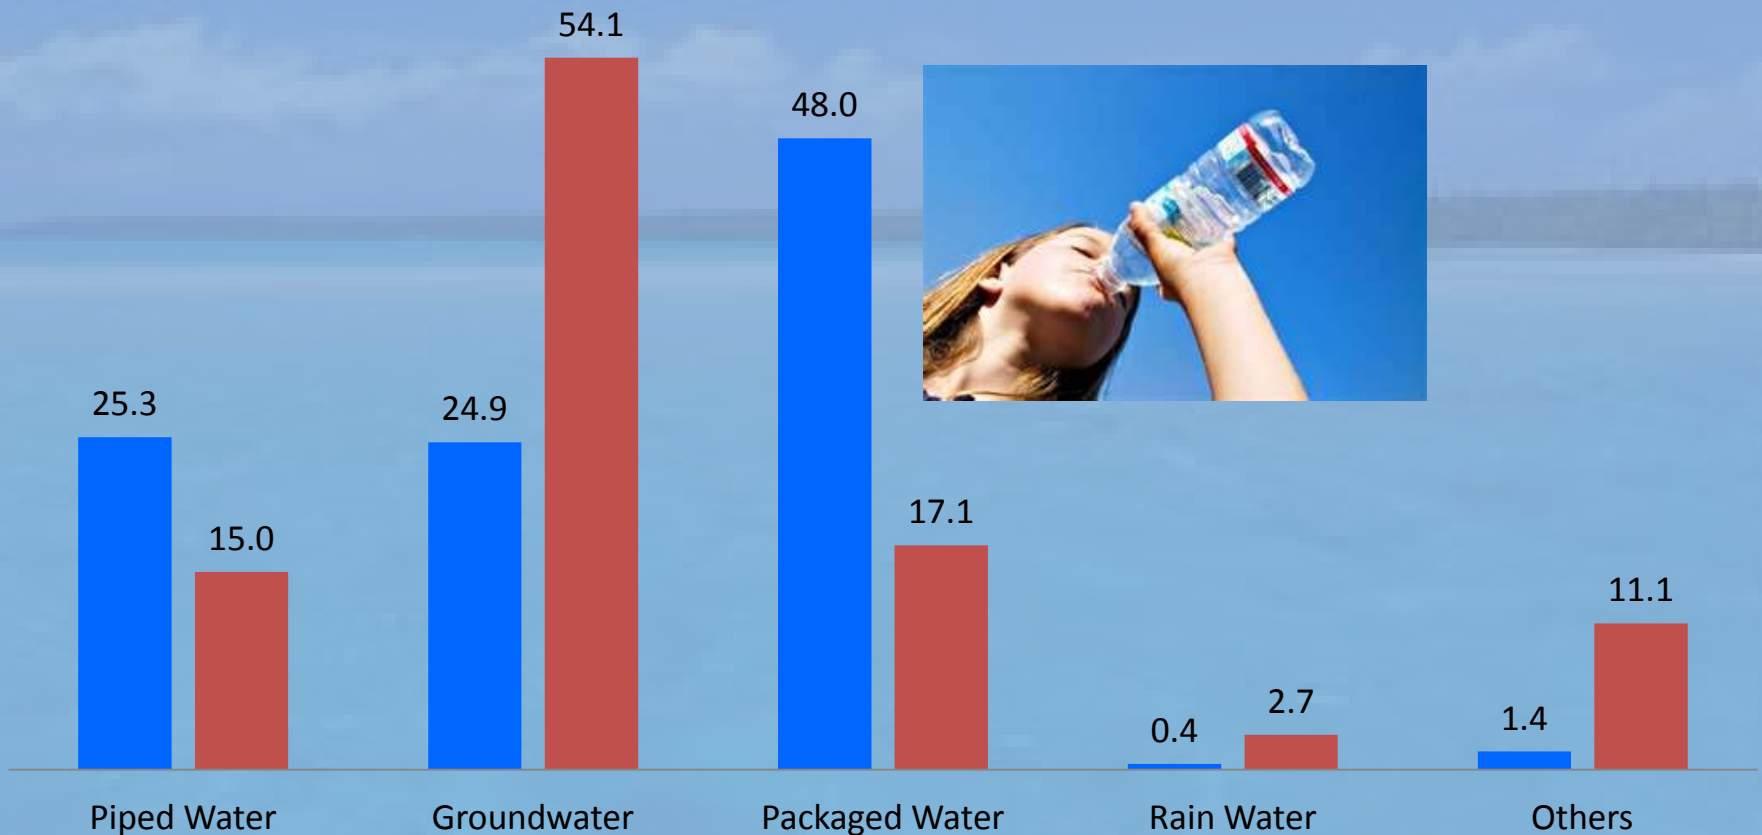 54.1
48.0
25.3
24.9
17.1
15.0
11.1
2.7
0.4
1.4
Piped Water
Groundwater
Packaged Water
Rain Water
Others